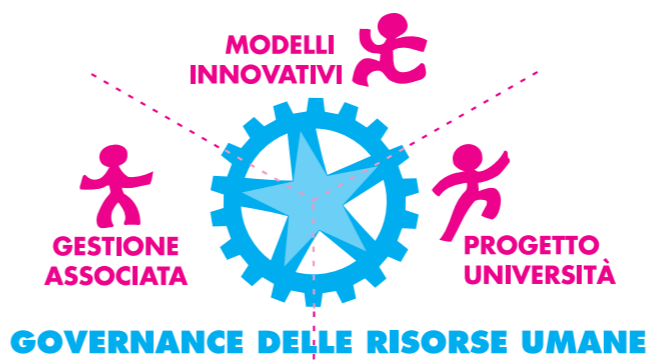 MODELLI
INNOVATIVI
GESTIONE
ASSOCIATA
PROGETTO
UNIVERSITÀ
GOVERNANCE DELLE RISORSE UMANE